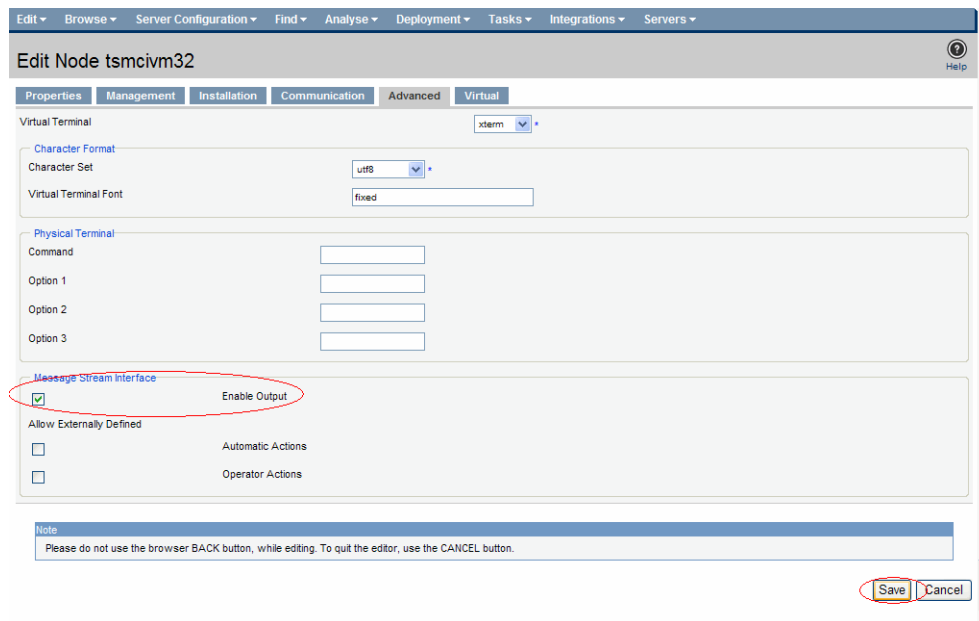 Edit Browse Server Configuration Find Analyse Deployment Tasks Integrations Servers
Edit Node tsmcivm32
Help
Properties Management Installation Communication Advanced Virtual
Virtual Terminal xterm *
Character Format
Character Set utf8 *
Virtual Terminal Font fixed
Physical Terminal
Command
Option 1
Option 2
Option 3
Message Stream Interface
Enable Output
Allow Externally Defined
Automatic Actions
Operator Actions
Note
Please do not use the browser BACK button, while editing. To quit the editor, use the CANCEL button.
Save Cancel